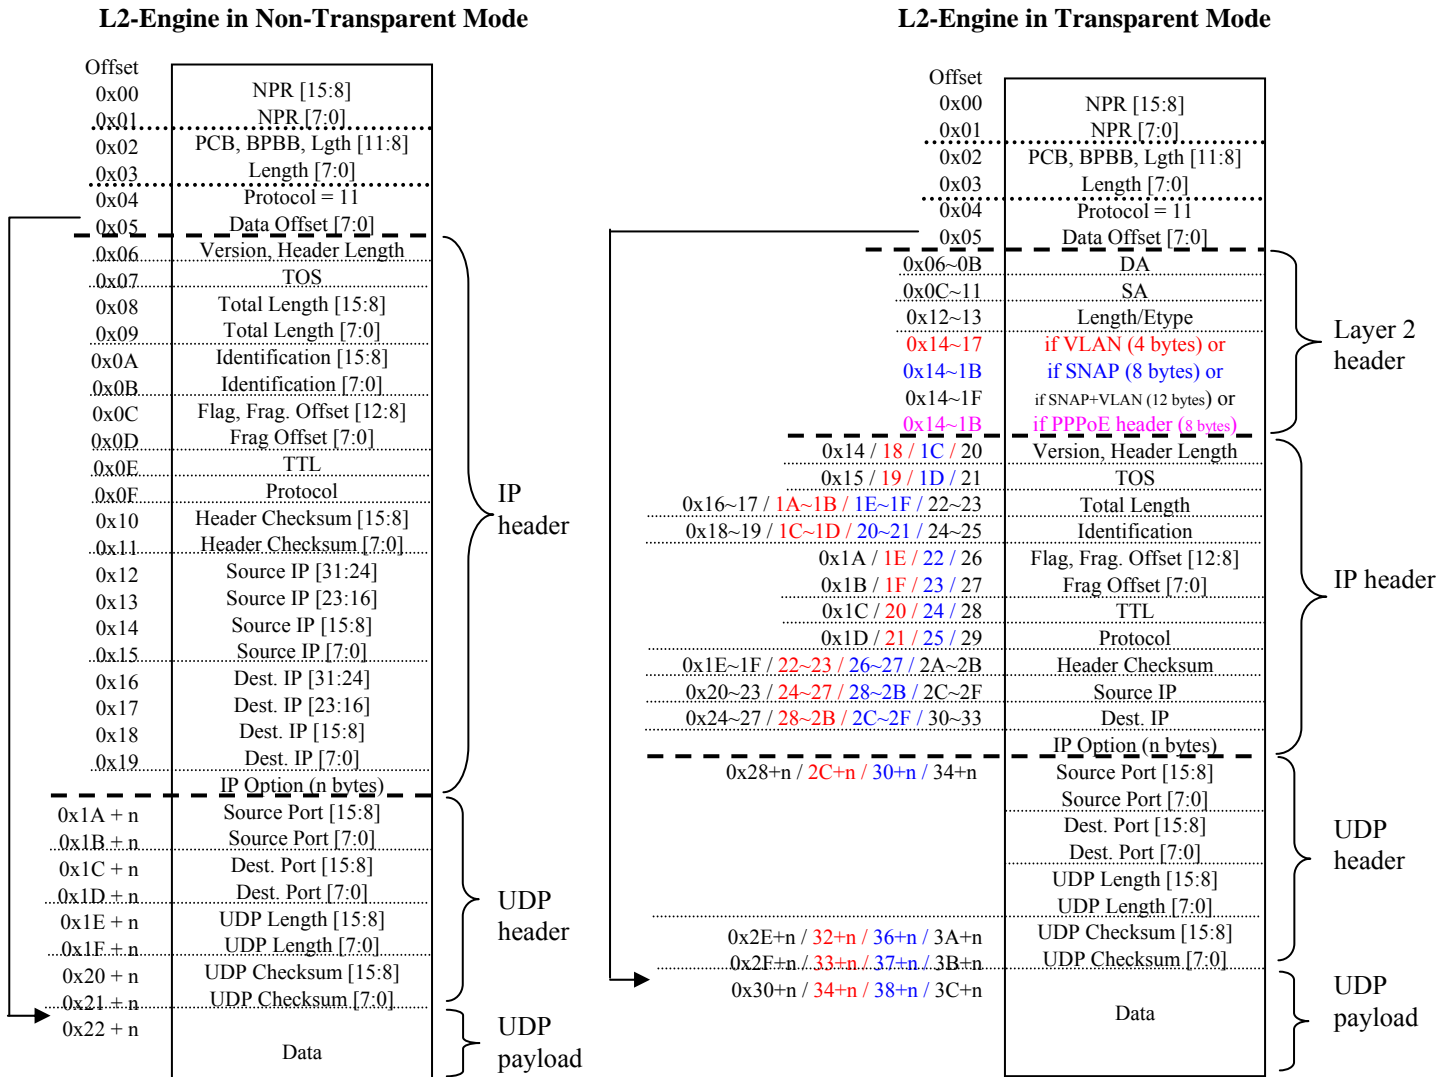 L2-Engine in Non-Transparent Mode
Offset
0x00 NPR [15:8]
0x01 NPR [7:0]
0x02 PCB, BPBB, Lgth [11:8]
0x03 Length [7:0]
0x04 Protocol = 11
0x05 Data Offset [7:0]
0x06 Version, Header Length
0x07 TOS
0x08 Total Length [15:8]
0x09 Total Length [7:0]
0x0A Identification [15:8]
0x0B Identification [7:0]
0x0C Flag, Frag. Offset [12:8]
0x0D Frag Offset [7:0]
0x0E TTL
0x0F Protocol
0x10 Header Checksum [15:8]
0x11 Header Checksum [7:0]
0x12 Source IP [31:24]
0x13 Source IP [23:16]
0x14 Source IP [15:8]
0x15 Source IP [7:0]
0x16 Dest. IP [31:24]
0x17 Dest. IP [23:16]
0x18 Dest. IP [15:8]
0x19 Dest. IP [7:0]
IP Option (n bytes)
IP
header
0x1A + n Source Port [15:8]
0x1B + n Source Port [7:0]
0x1C + n Dest. Port [15:8]
0x1D + n Dest. Port [7:0]
0x1E + n UDP Length [15:8]
0x1F + n UDP Length [7:0]
0x20 + n UDP Checksum [15:8]
0x21 + n UDP Checksum [7:0]
UDP
header
0x22 + n
Data
UDP
payload
L2-Engine in Transparent Mode
Offset
0x00 NPR [15:8]
0x01 NPR [7:0]
0x02 PCB, BPBB, Lgth [11:8]
0x03 Length [7:0]
0x04 Protocol = 11
0x05 Data Offset [7:0]
0x06~0B DA
0x0C~11 SA
0x12~13 Length/Etype
0x14~17 if VLAN (4 bytes) or
0x14~1B if SNAP (8 bytes) or
0x14~1F if SNAP+VLAN (12 bytes) or
0x14~1B if PPPoE header (8 bytes)
Layer 2
header
0x14 / 18 / 1C / 20 Version, Header Length
0x15 / 19 / 1D / 21 TOS
0x16~17 / 1A~1B / 1E~1F / 22~23 Total Length
0x18~19 / 1C~1D / 20~21 / 24~25 Identification
0x1A / 1E / 22 / 26 Flag, Frag. Offset [12:8]
0x1B / 1F / 23 / 27 Frag Offset [7:0]
0x1C / 20 / 24 / 28 TTL
0x1D / 21 / 25 / 29 Protocol
0x1E~1F / 22~23 / 26~27 / 2A~2B Header Checksum
0x20~23 / 24~27 / 28~2B / 2C~2F Source IP
0x24~27 / 28~2B / 2C~2F / 30~33 Dest. IP
IP Option (n bytes)
IP header
0x28+n / 2C+n / 30+n / 34+n Source Port [15:8]
Source Port [7:0]
Dest. Port [15:8]
Dest. Port [7:0]
UDP Length [15:8]
UDP Length [7:0]
0x2E+n / 32+n / 36+n / 3A+n UDP Checksum [15:8]
0x2F+n / 33+n / 37+n / 3B+n UDP Checksum [7:0]
UDP
header
0x30+n / 34+n / 38+n / 3C+n
Data
UDP
payload